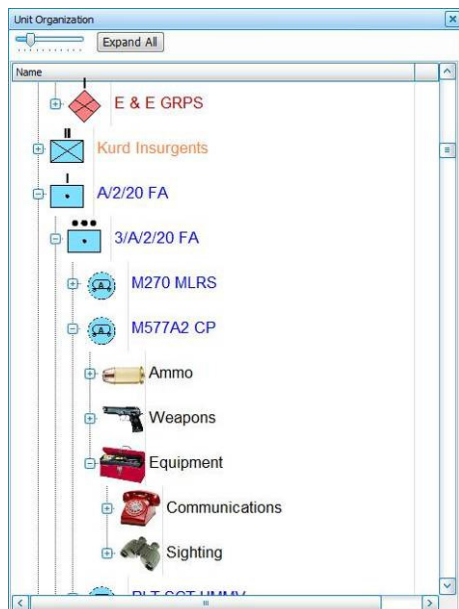 Unit Organization
Expand All
Name
E & E GRPS
Kurd Insurgents
A/2/20 FA
3/A/2/20 FA
M270 MLRS
M577A2 CP
Ammo
Weapons
Equipment
Communications
Sighting